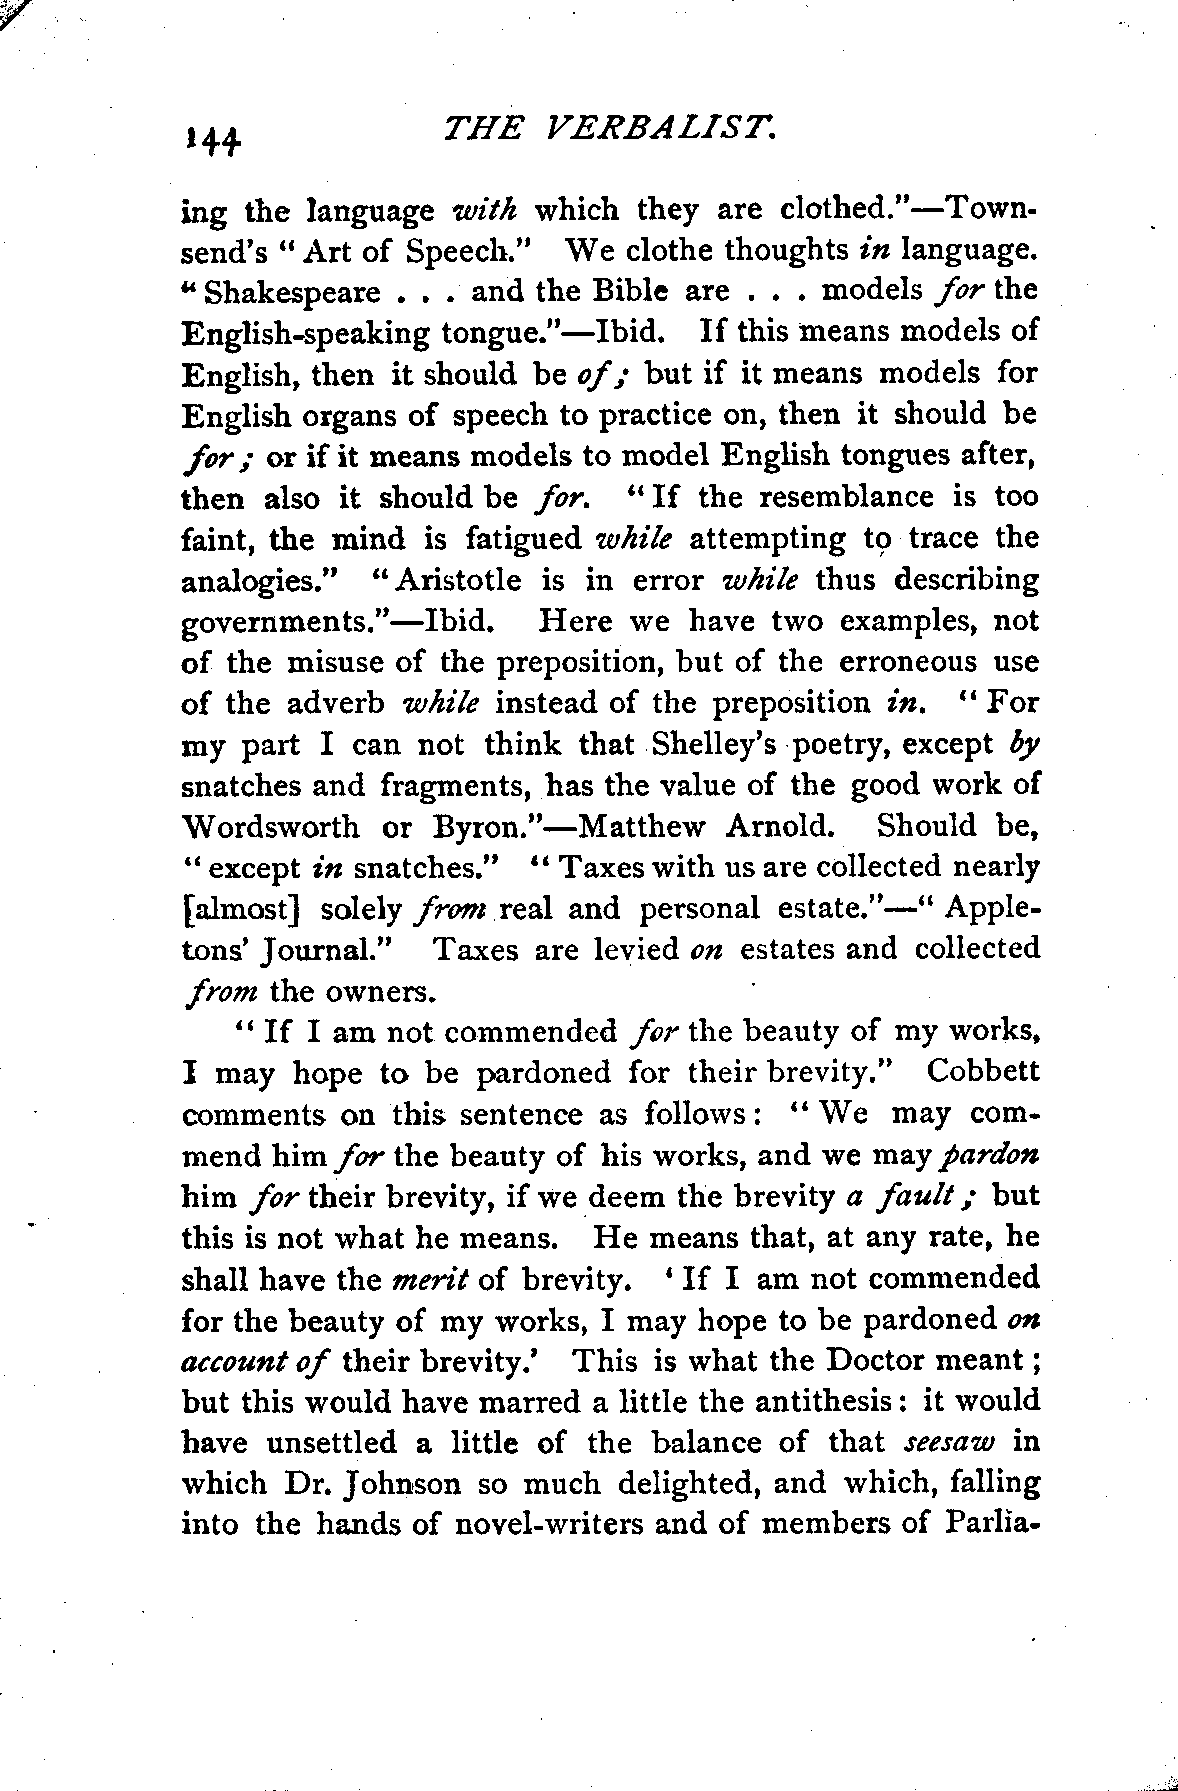 144 THE VERBALIST.
ing the language with which they are clothed."—Town-
send's "Art of Speech." We clothe thoughts in language.
"Shakespeare . . . and the Bible are . . . models for the
English-speaking tongue."—Ibid. If this means models of
English, then it should be of; but if it means models for
English organs of speech to practice on, then it should be
for; or if it means models to model English tongues after,
then also it should be for. "If the resemblance is too
faint, the mind is fatigued while attempting to trace the
analogies." "Aristotle is in error while thus describing
governments."—Ibid. Here we have two examples, not
of the misuse of the preposition, but of the erroneous use
of the adverb while instead of the preposition in. "For
my part I can not think that Shelley's poetry, except by
snatches and fragments, has the value of the good work of
Wordsworth or Byron."—Matthew Arnold. Should be,
"except in snatches." "Taxes with us are collected nearly
[almost] solely from real and personal estate."—"Apple-
tons' Journal." Taxes are levied on estates and collected
from the owners.
"If I am not commended for the beauty of my works,
I may hope to be pardoned for their brevity." Cobbett
comments on this sentence as follows: "We may com-
mend him for the beauty of his works, and we may pardon
him for their brevity, if we deem the brevity a fault; but
this is not what he means. He means that, at any rate, he
shall have the merit of brevity. 'If I am not commended
for the beauty of my works, I may hope to be pardoned on
account of their brevity.' This is what the Doctor meant;
but this would have marred a little the antithesis: it would
have unsettled a little of the balance of that seesaw in
which Dr. Johnson so much delighted, and which, falling
into the hands of novel-writers and of members of Parlia-